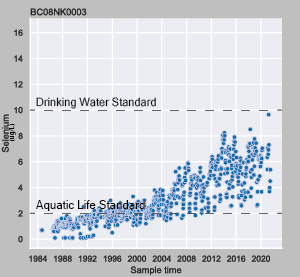 BC08NK0003
16
14
12
10
8
6
4
2
0
Selenium
ug/l
Drinking Water Standard
Aquatic Life Standard
1984 1988 1992 1996 2000 2004 2008 2012 2016 2020
Sample time